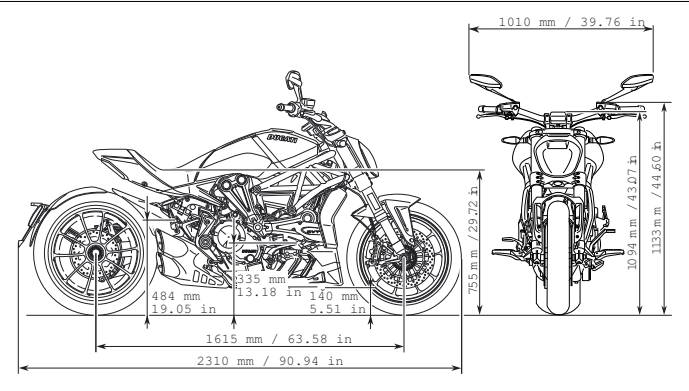 1010 mm / 39.76 in
DUCATI
755 mm / 29.72 in
1094 mm / 43.07 in
1133 mm / 44.60 in
335 mm
13.18 in
484 mm
19.05 in
140 mm
5.51 in
1615 mm / 63.58 in
2310 mm / 90.94 in